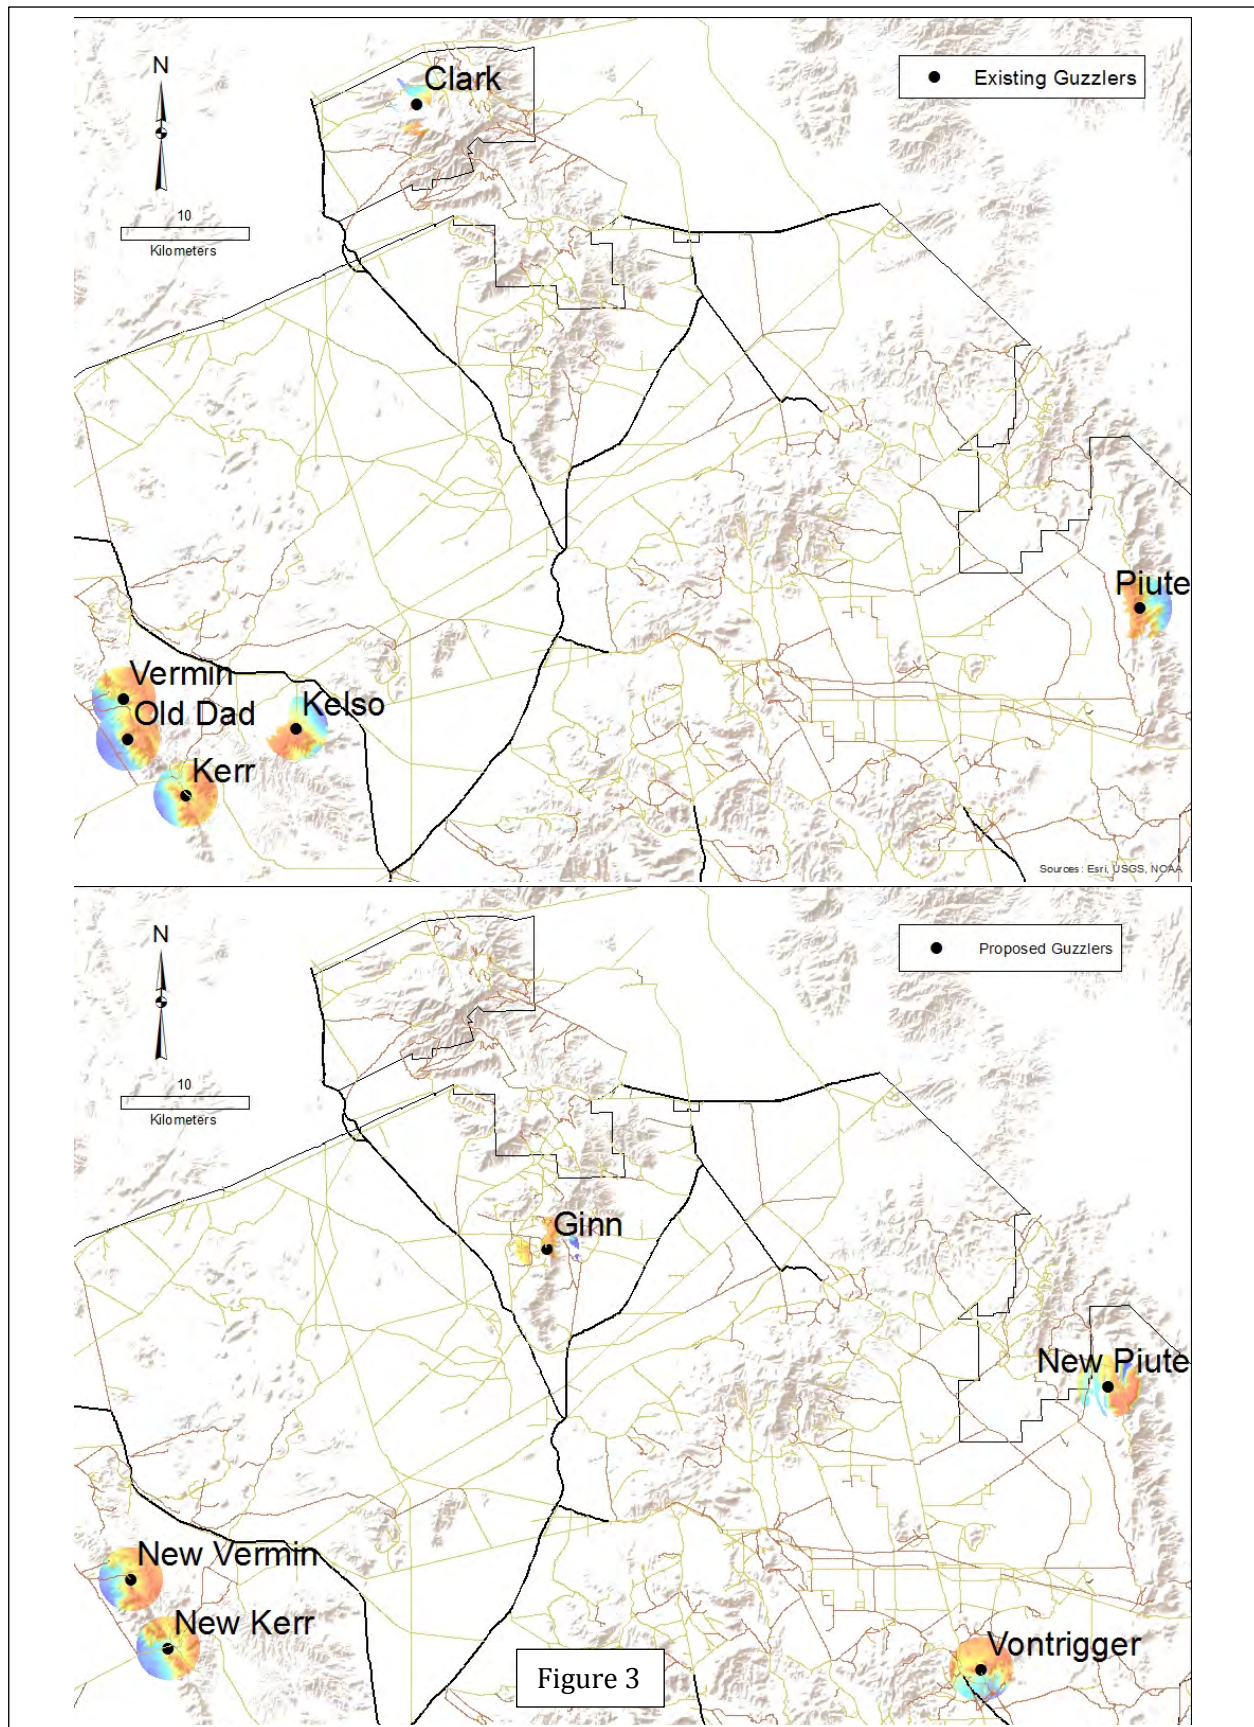 N
10
Kilometers
Clark
Existing Guzzlers
Piute
Vermin
Old Dad
Kelso
Kerr
Sources: Esri, USGS, NOAA
N
10
Kilometers
Proposed Guzzlers
Ginn
New Piute
New Vermin
New Kerr
Vontrigger
Figure 3